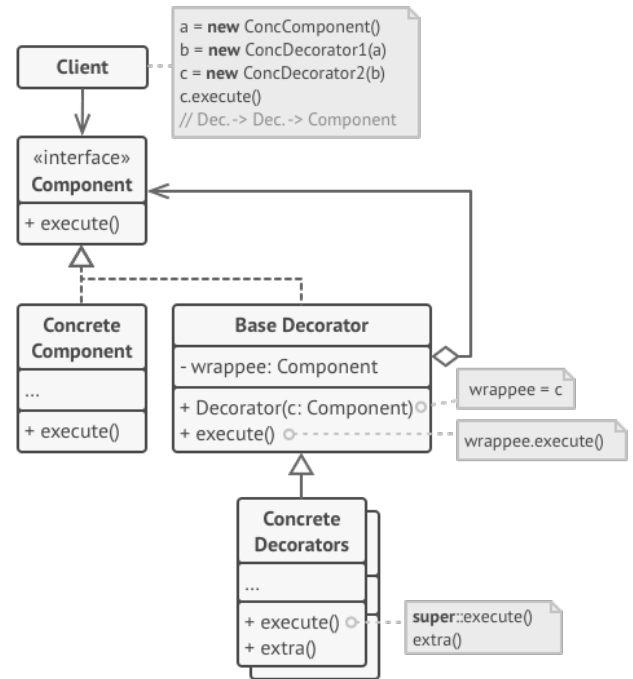 a = new ConcComponent()
b = new ConcDecorator1(a)
c = new ConcDecorator2(b)
c.execute()
// Dec. -> Dec. -> Component
Client
«interface»
Component
+ execute()
Concrete
Component
...
+ execute()
Base Decorator
- wrappee: Component
+ Decorator(c: Component)
+ execute()
wrappee = c
wrappee.execute()
Concrete
Decorators
...
+ execute()
+ extra()
super::execute()
extra()